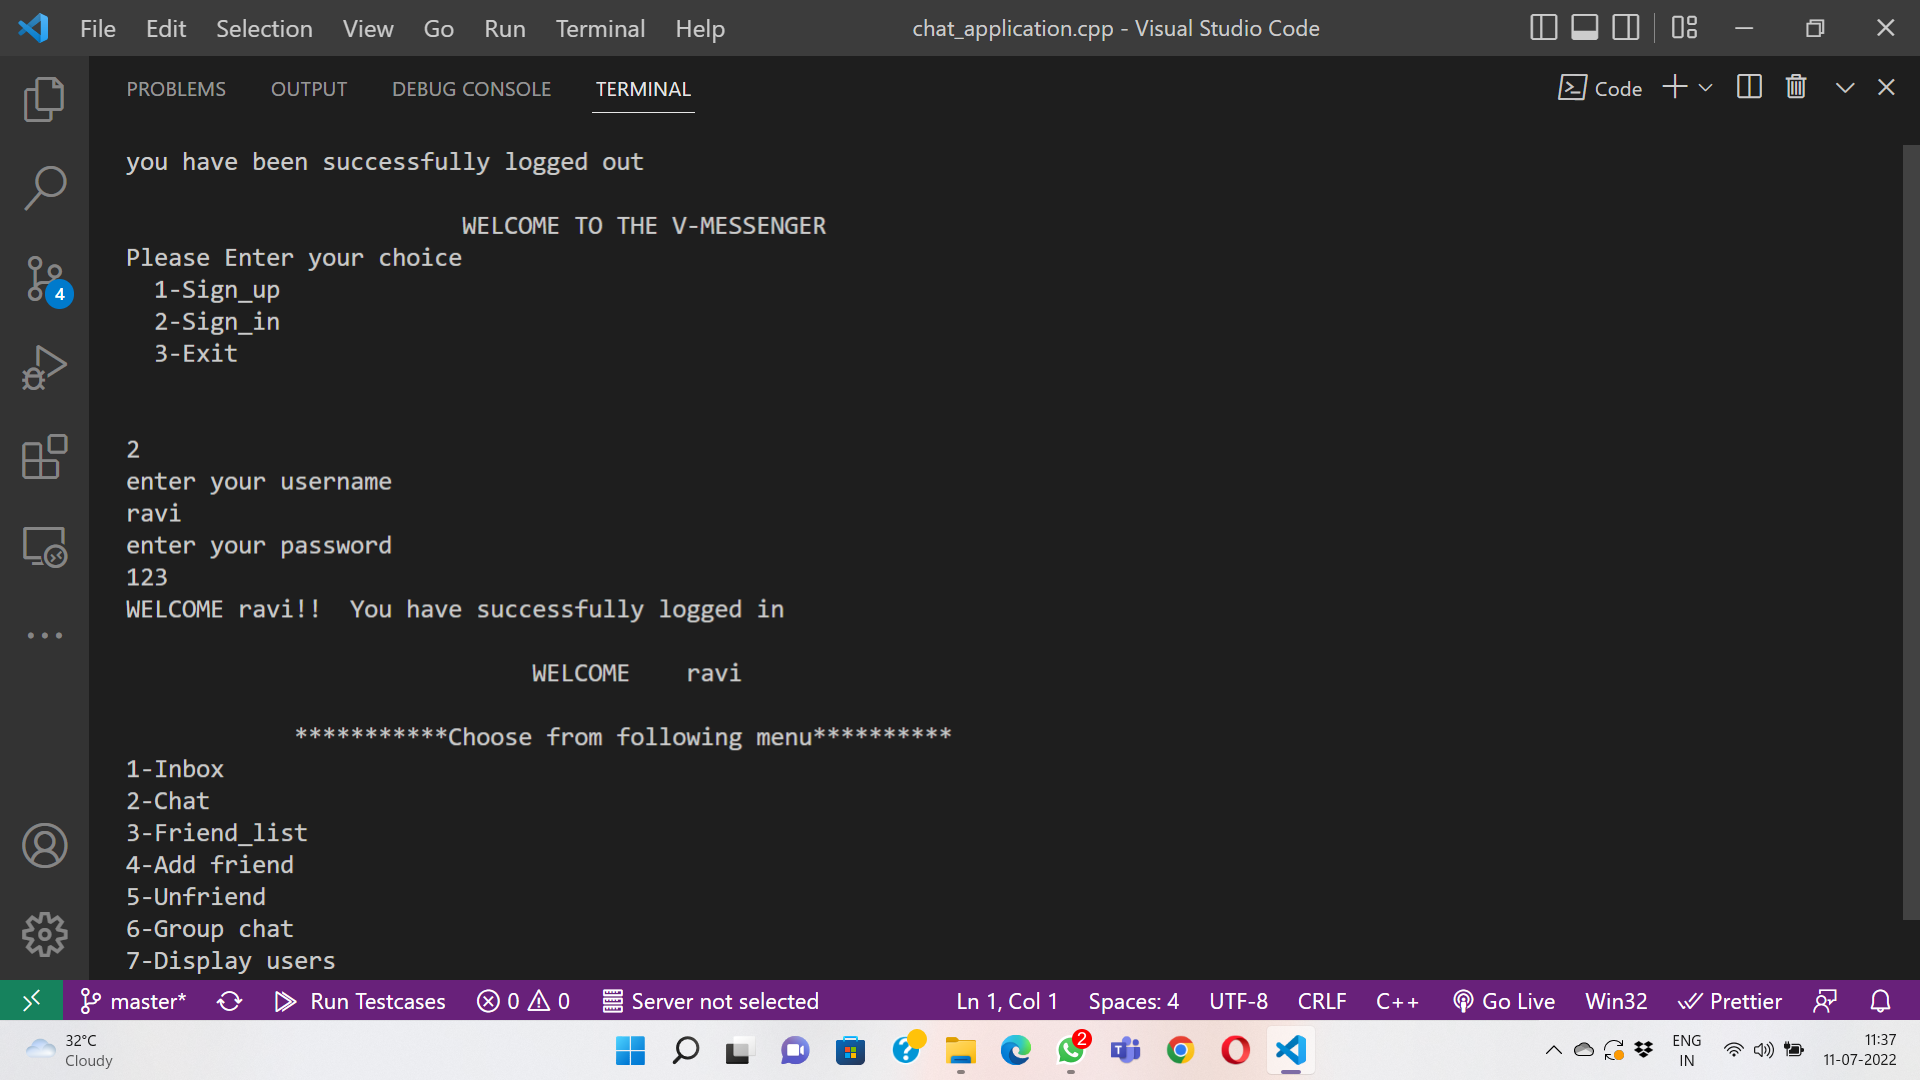 File Edit Selection View Go Run Terminal Help chat_application.cpp - Visual Studio Code
PROBLEMS OUTPUT DEBUG CONSOLE TERMINAL Code
you have been successfully logged out
WELCOME TO THE V-MESSENGER
Please Enter your choice
1-Sign_up
2-Sign_in
3-Exit
2
enter your username
ravi
enter your password
123
WELCOME ravi!!  You have successfully logged in
WELCOME    ravi
***********Choose from following menu**********
1-Inbox
2-Chat
3-Friend_list
4-Add friend
5-Unfriend
6-Group chat
7-Display users
4
master* Run Testcases 0 0 Server not selected Ln 1, Col 1 Spaces: 4 UTF-8 CRLF C++ Go Live Win32 Prettier
32°C
Cloudy
2
ENG
IN
11:37
11-07-2022